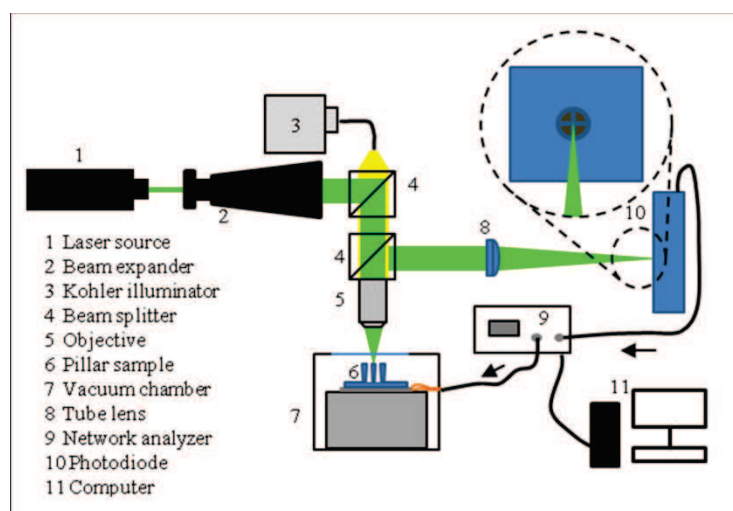 1
2
3
4
4
5
6
7
8
9
10
11
1 Laser source
2 Beam expander
3 Kohler illuminator
4 Beam splitter
5 Objective
6 Pillar sample
7 Vacuum chamber
8 Tube lens
9 Network analyzer
10 Photodiode
11 Computer